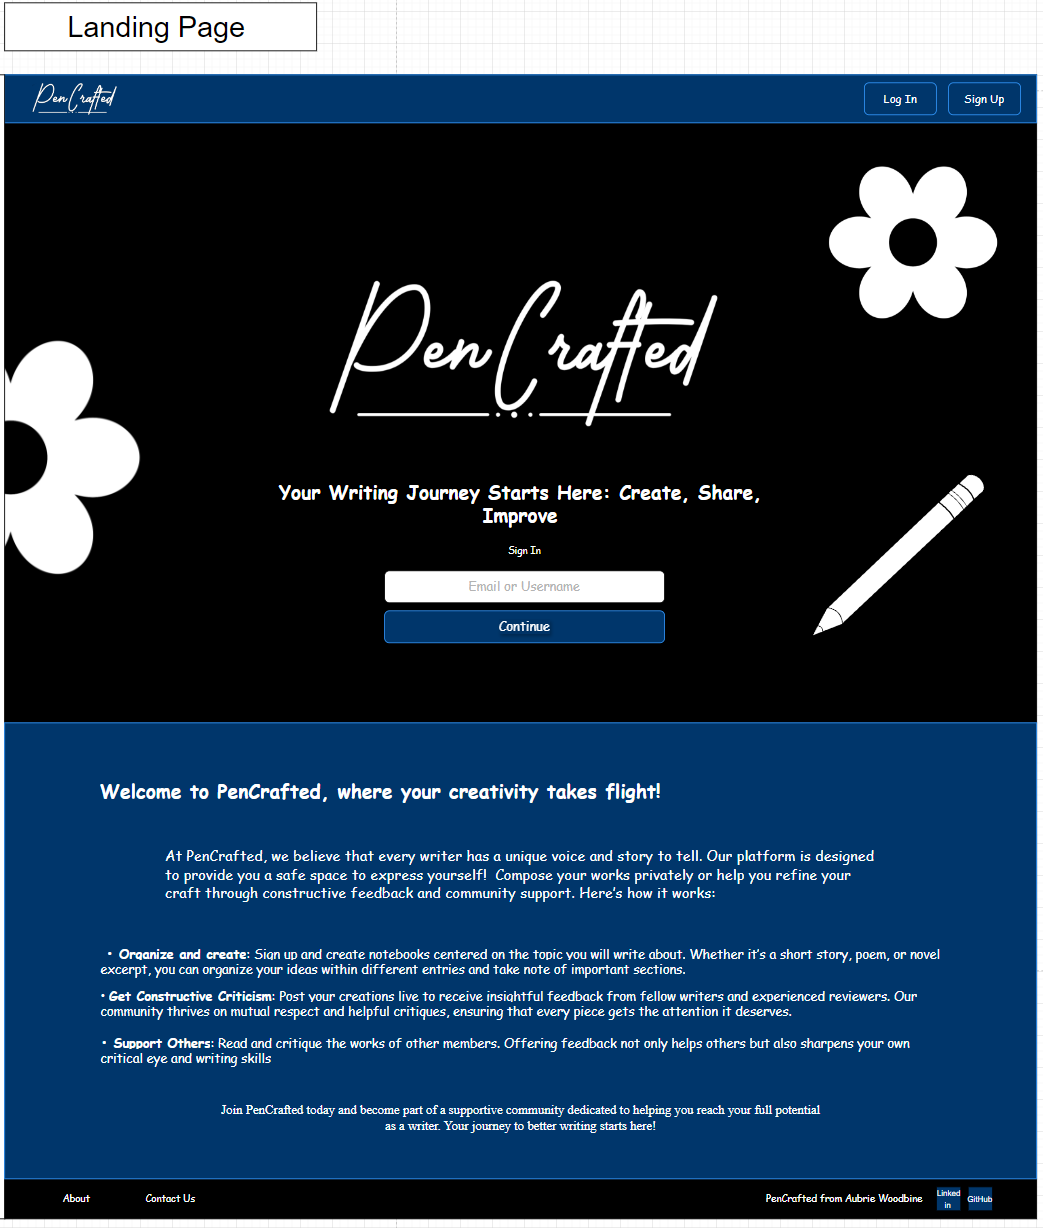 Landing Page
PenCrafted
Log In
Sign Up
PenCrafted
Your Writing Journey Starts Here: Create, Share,
Improve
Sign In
Email or Username
Continue
Welcome to PenCrafted, where your creativity takes flight!
At PenCrafted, we believe that every writer has a unique voice and story to tell. Our platform is designed
to provide you a safe space to express yourself!  Compose your works privately or help you refine your
craft through constructive feedback and community support. Here's how it works:
• Organize and create: Sign up and create notebooks centered on the topic you will write about. Whether it's a short story, poem, or novel
excerpt, you can organize your ideas within different entries and take note of important sections.
• Get Constructive Criticism: Post your creations live to receive insightful feedback from fellow writers and experienced reviewers. Our
community thrives on mutual respect and helpful critiques, ensuring that every piece gets the attention it deserves.
• Support Others: Read and critique the works of other members. Offering feedback not only helps others but also sharpens your own
critical eye and writing skills
Join PenCrafted today and become part of a supportive community dedicated to helping you reach your full potential
as a writer. Your journey to better writing starts here!
About
Contact Us
PenCrafted from Aubrie Woodbine
Linked
in
GitHub